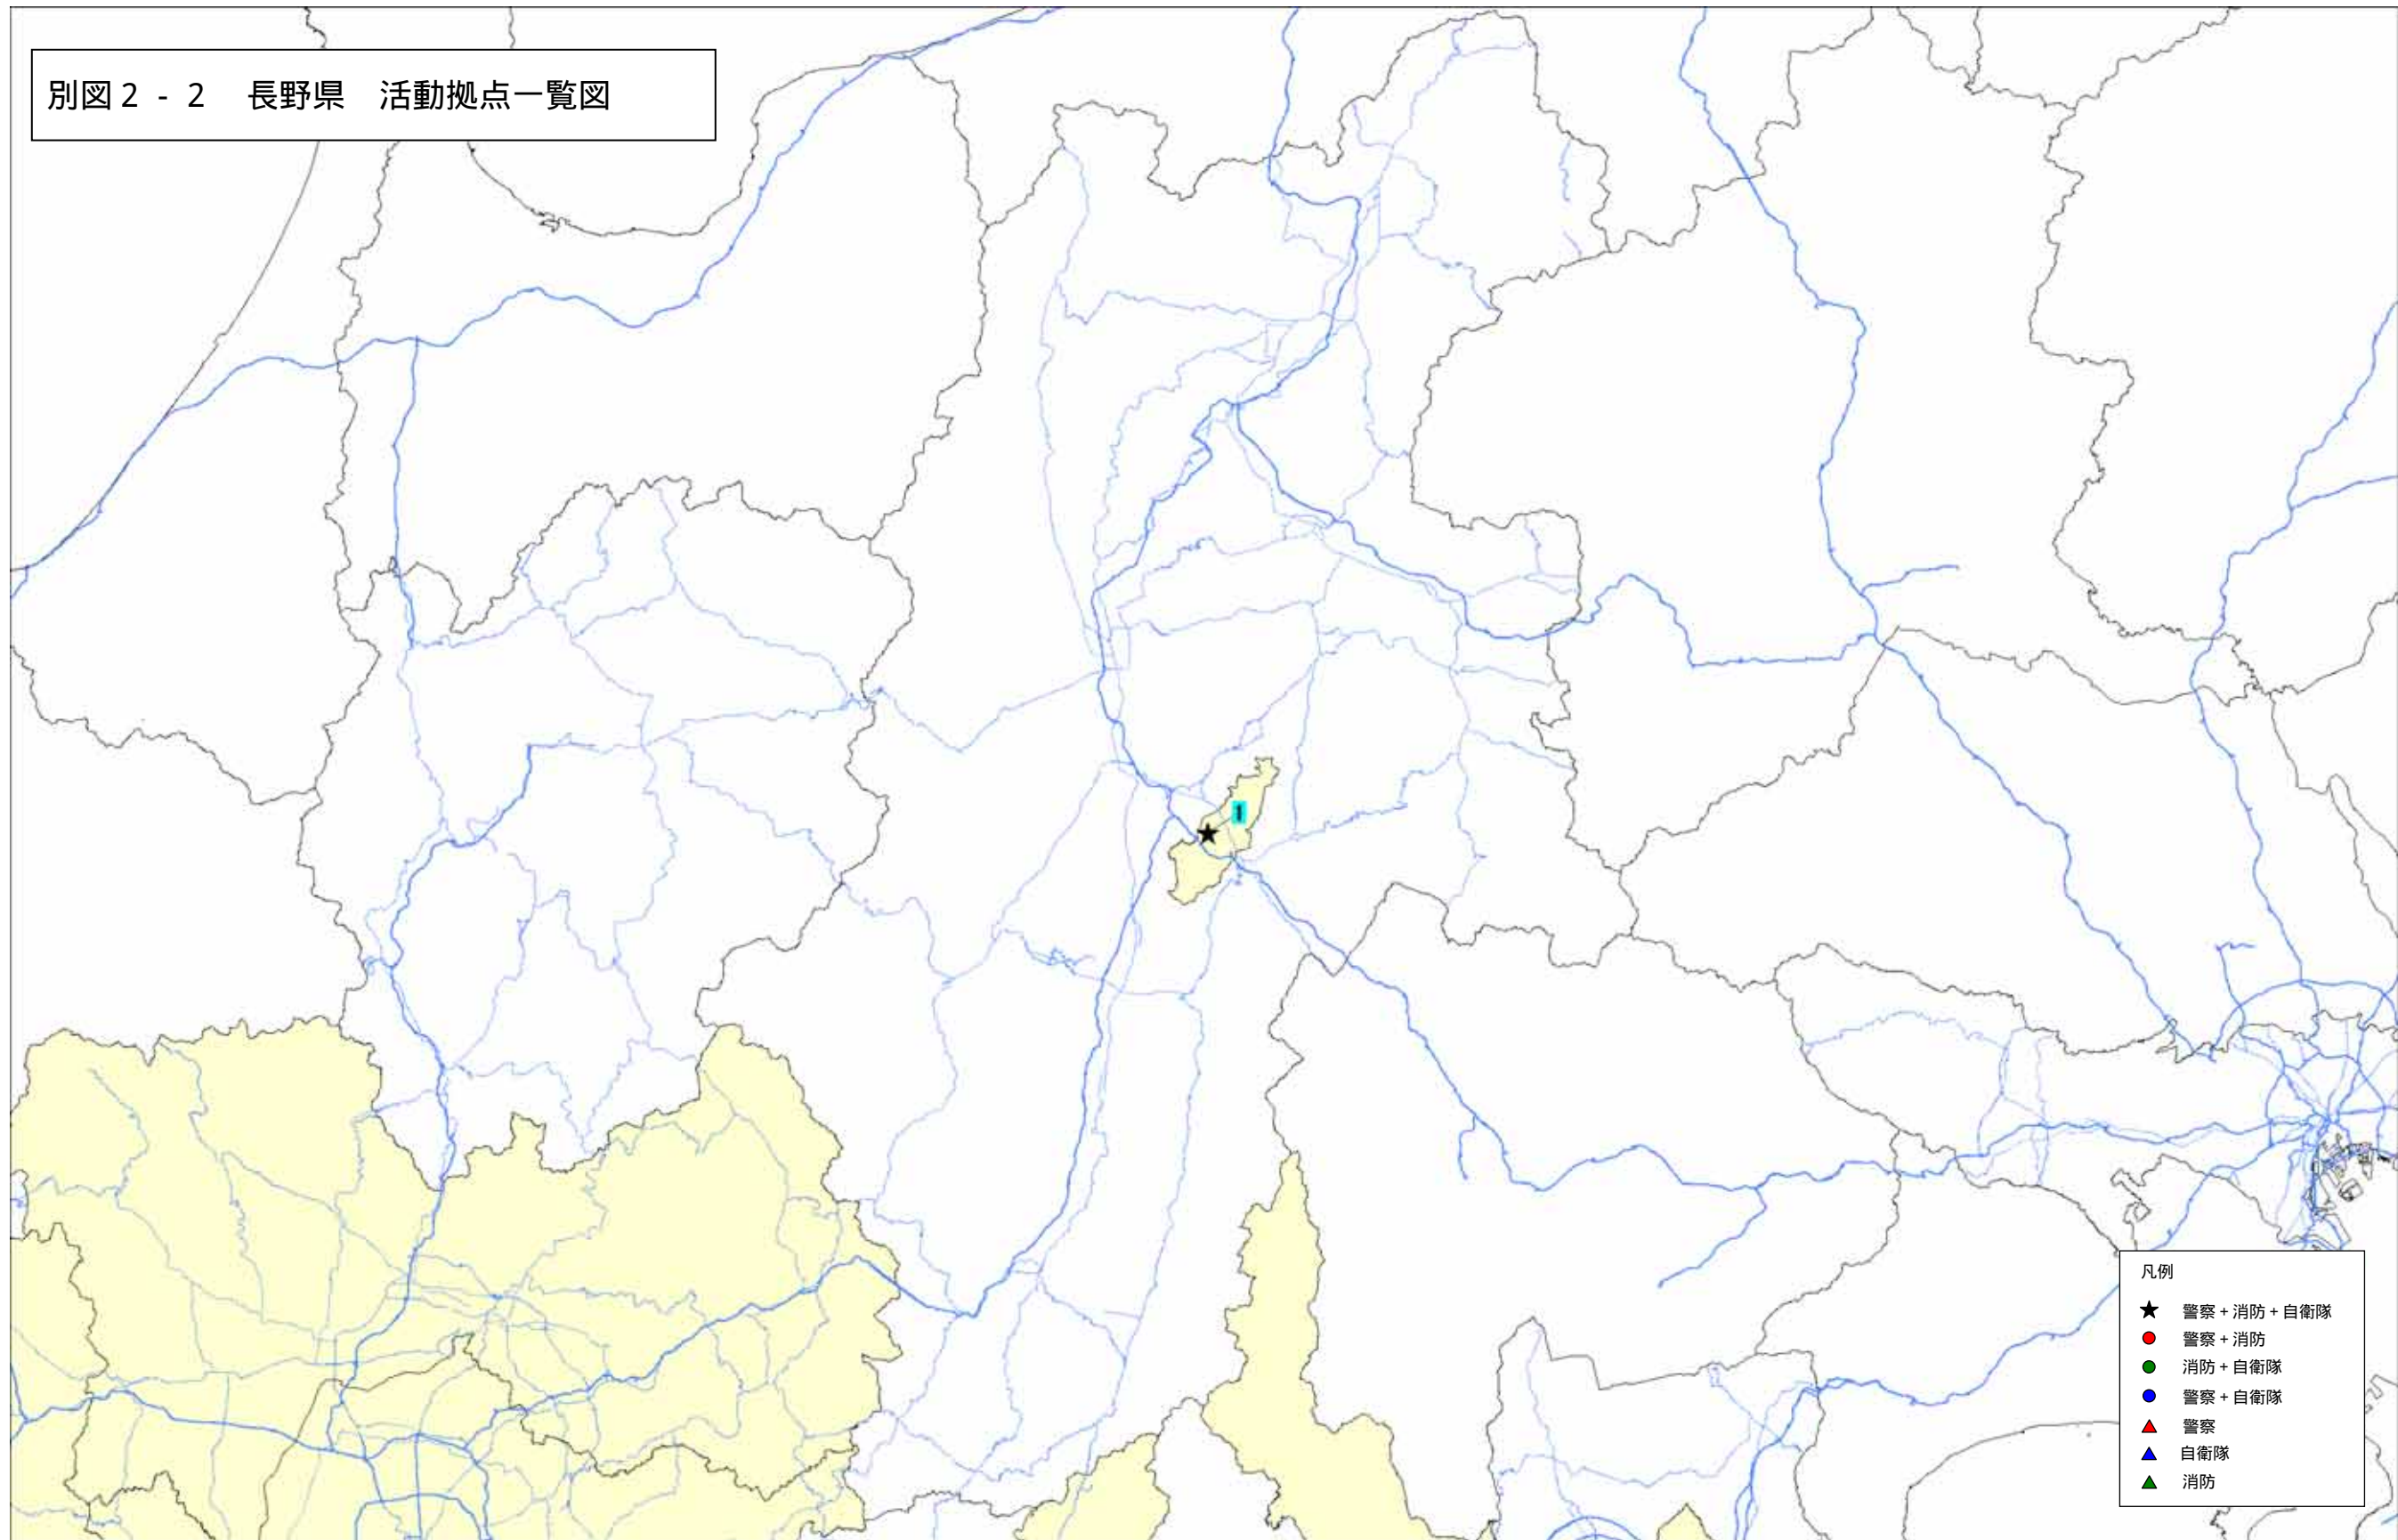 別図2-2 長野県 活動拠点一覧図
1
凡例
警察+消防+自衛隊
警察+消防
消防+自衛隊
警察+自衛隊
警察
自衛隊
消防